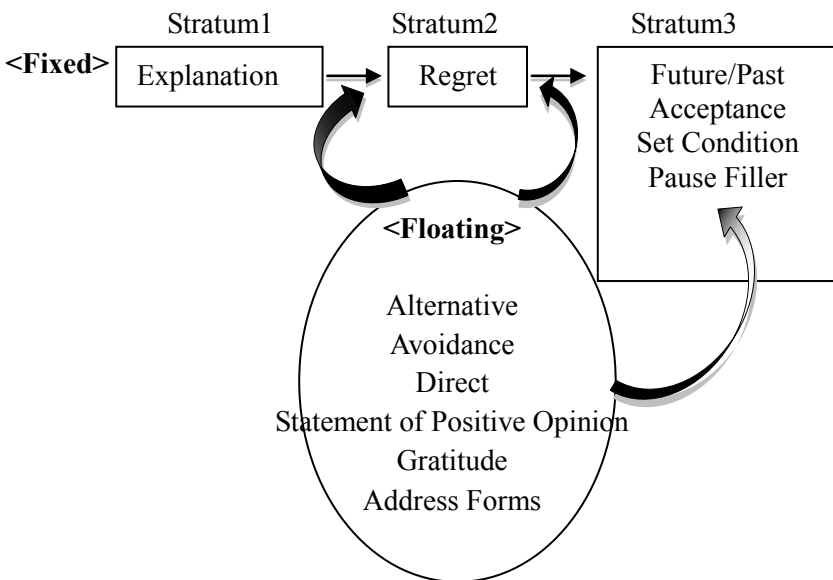 Stratum1 Stratum2 Stratum3
<Fixed> Explanation Regret
Future/Past
Acceptance
Set Condition
Pause Filler
<Floating>
Alternative
Avoidance
Direct
Statement of Positive Opinion
Gratitude
Address Forms